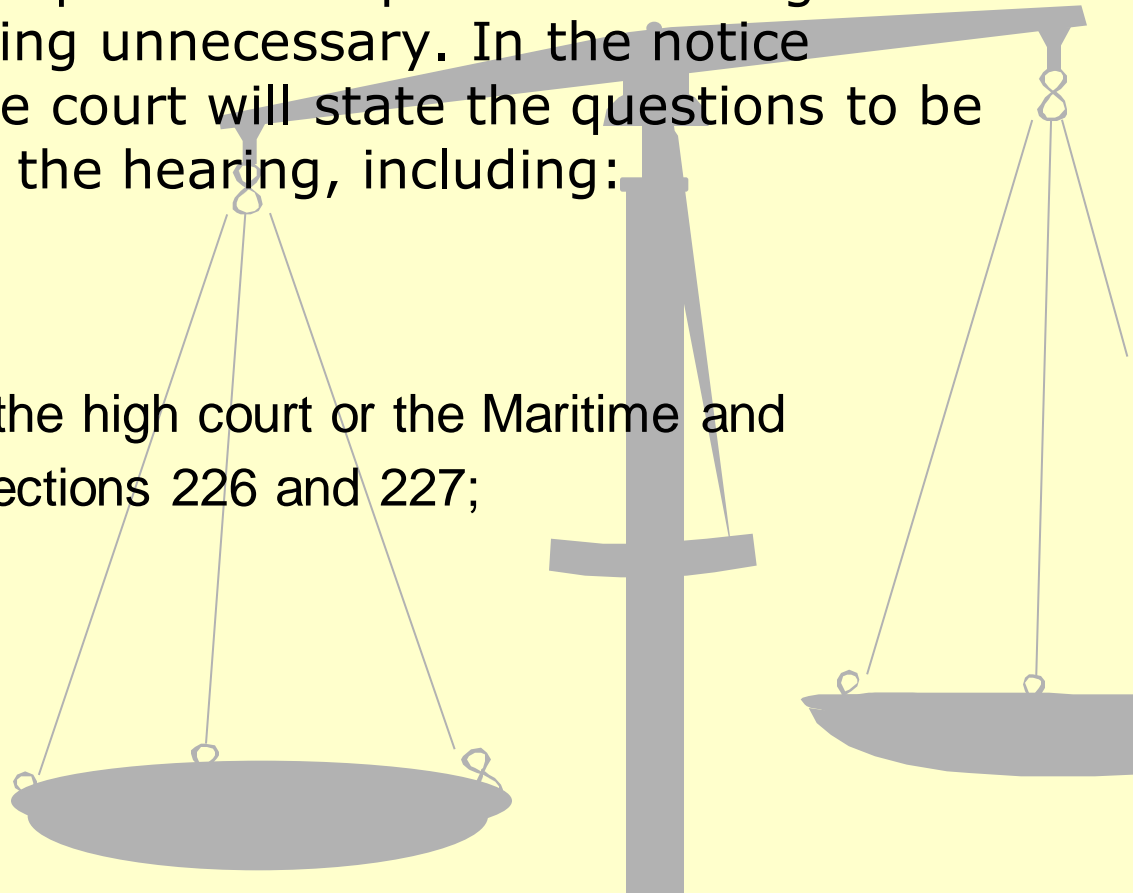 ing unnecessary. In the notice
e court will state the questions to be
the hearing, including:
the high court or the Maritime and
ections 226 and 227;